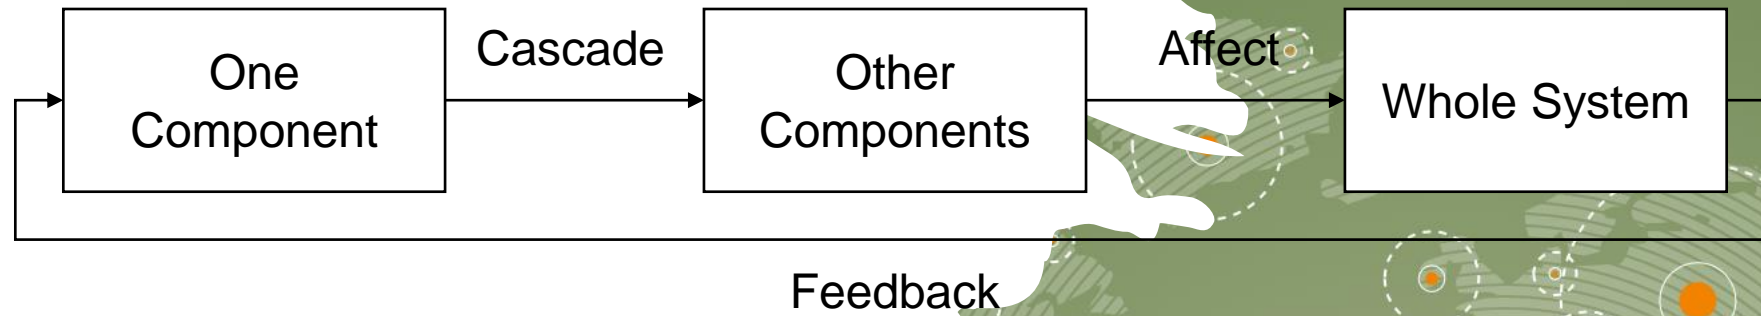 One
Component
Cascade
Other
Components
Affect
Whole System
Feedback